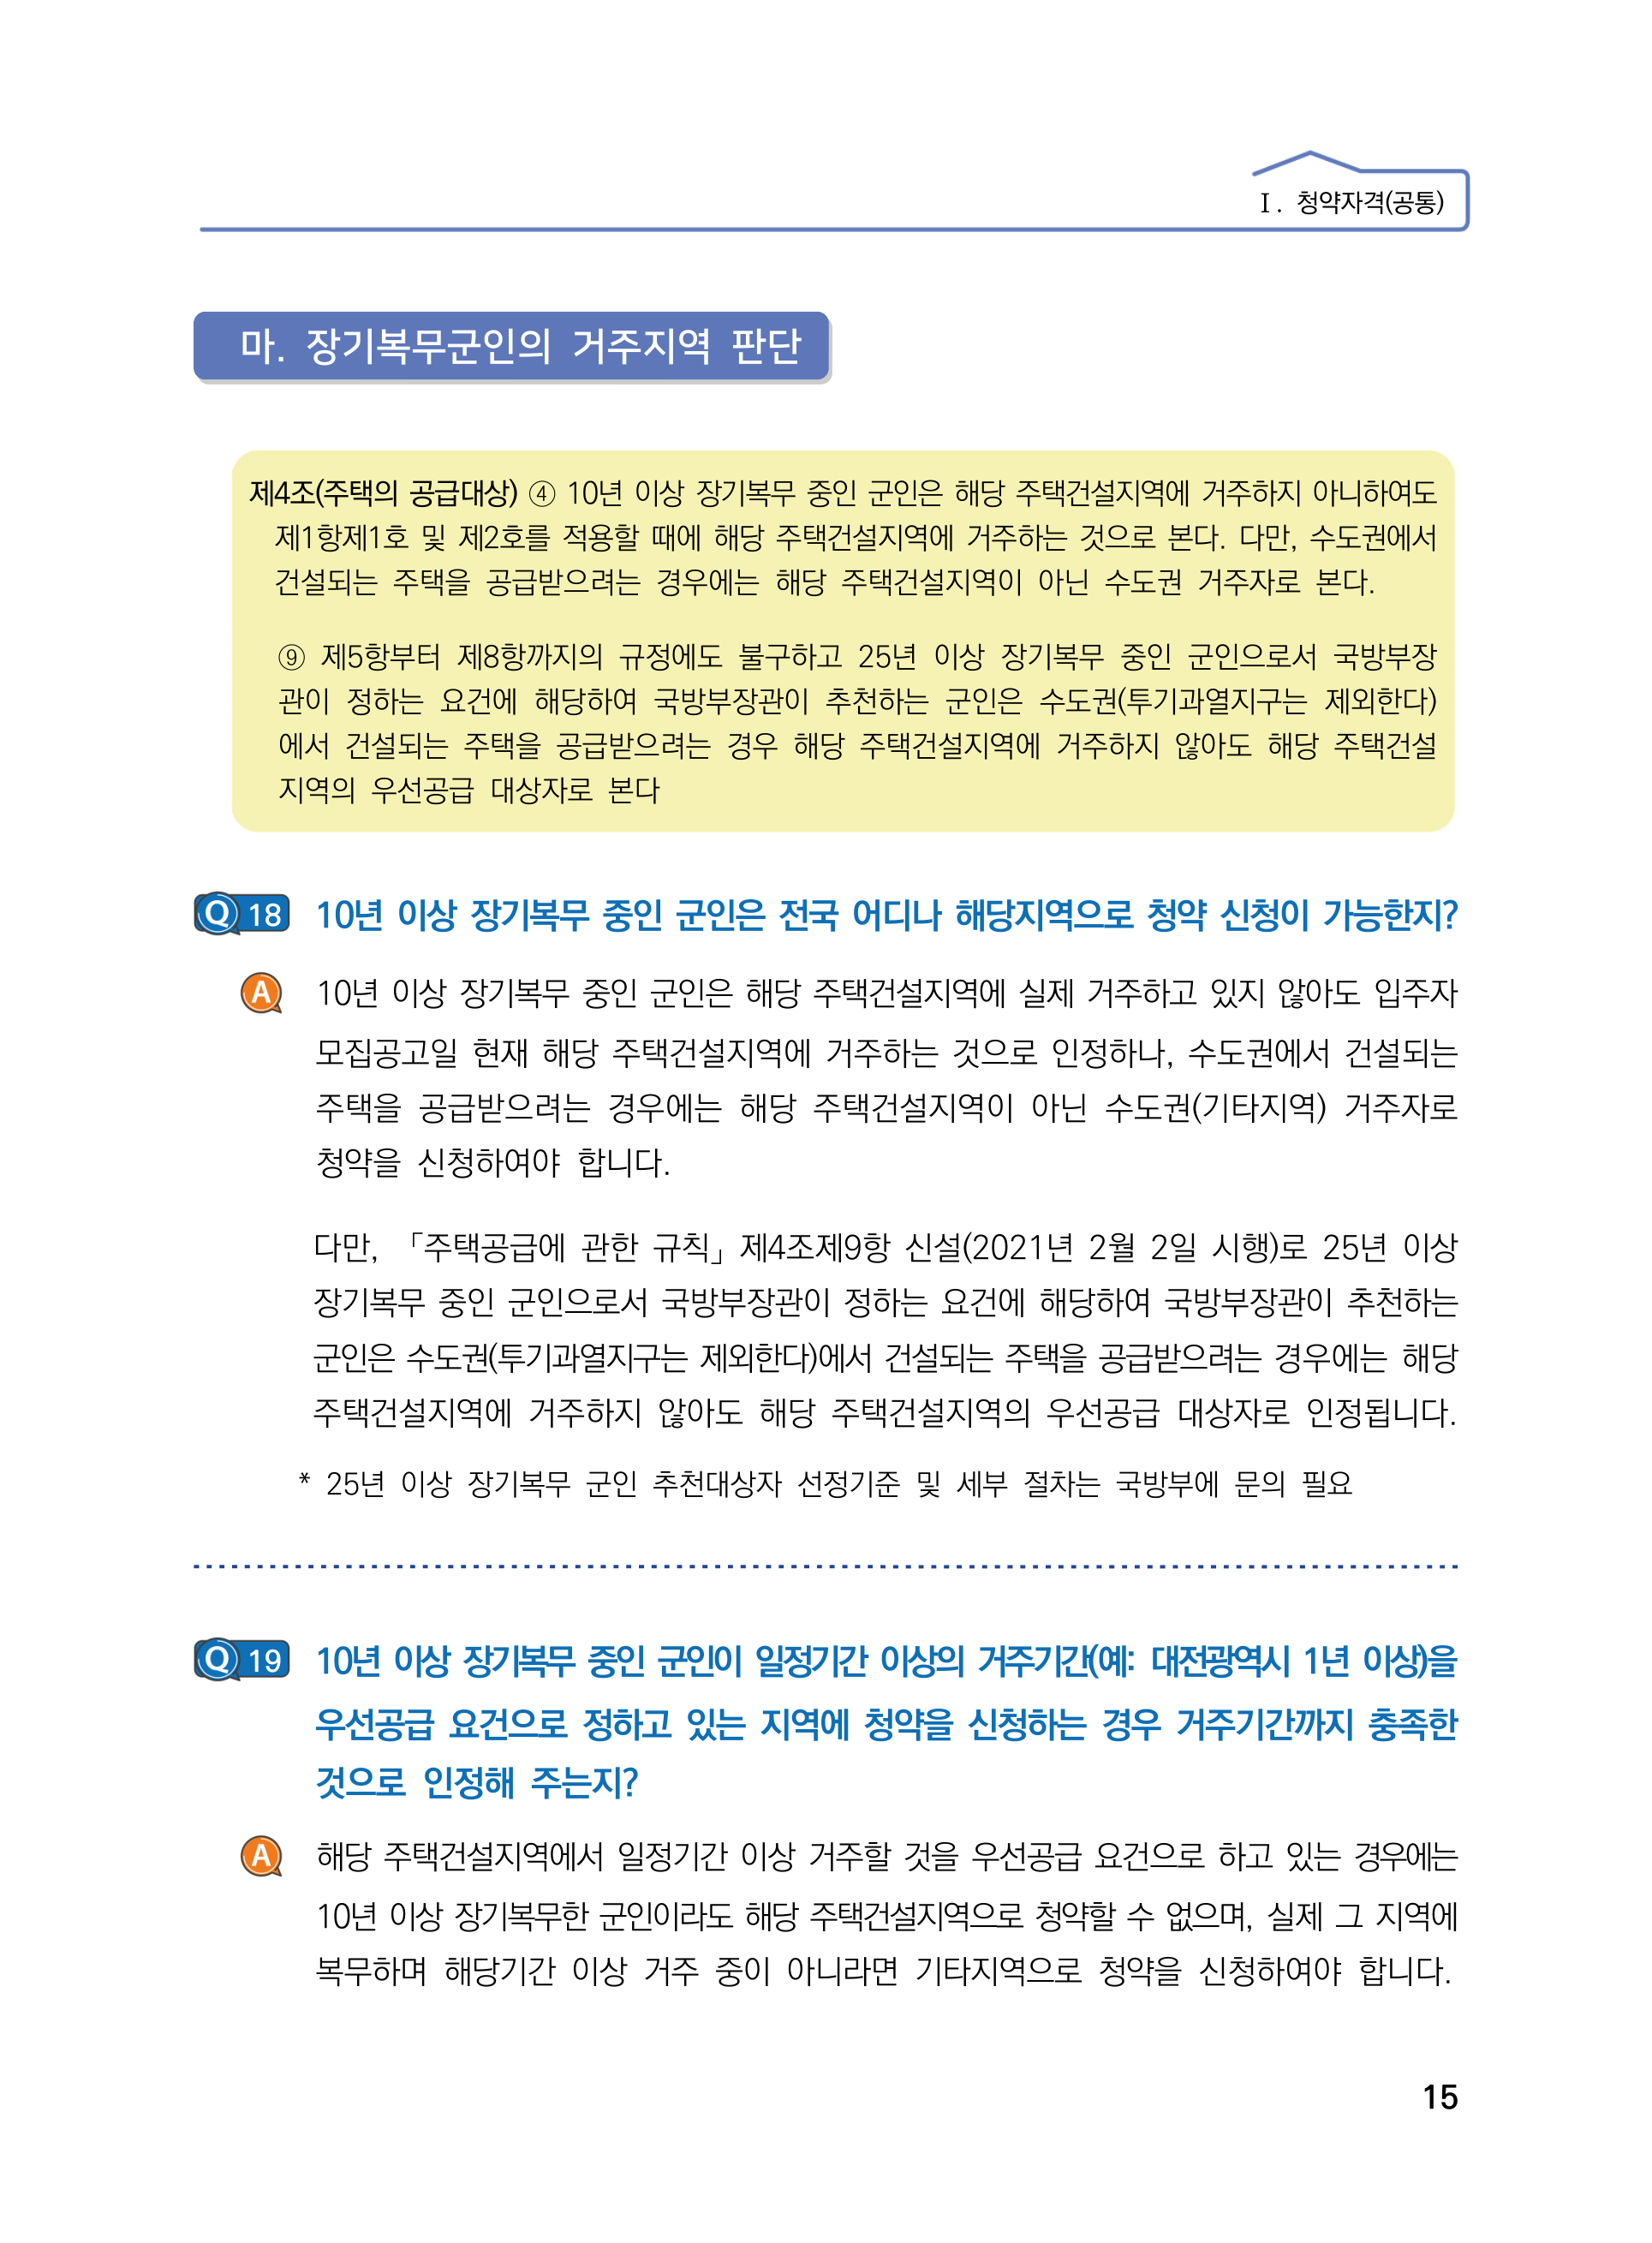 Ⅰ. 청약자격(공통)
마. 장기복무군인의 거주지역 판단
제4조(주택의 공급대상) ④ 10년 이상 장기복무 중인 군인은 해당 주택건설지역에 거주하지 아니하여도
제1항제1호 및 제2호를 적용할 때에 해당 주택건설지역에 거주하는 것으로 본다. 다만, 수도권에서
건설되는 주택을 공급받으려는 경우에는 해당 주택건설지역이 아닌 수도권 거주자로 본다.
⑨ 제5항부터 제8항까지의 규정에도 불구하고 25년 이상 장기복무 중인 군인으로서 국방부장
관이 정하는 요건에 해당하여 국방부장관이 추천하는 군인은 수도권(투기과열지구는 제외한다)
에서 건설되는 주택을 공급받으려는 경우 해당 주택건설지역에 거주하지 않아도 해당 주택건설
지역의 우선공급 대상자로 본다
Q 18 10년 이상 장기복무 중인 군인은 전국 어디나 해당지역으로 청약 신청이 가능한지?
A 10년 이상 장기복무 중인 군인은 해당 주택건설지역에 실제 거주하고 있지 않아도 입주자
모집공고일 현재 해당 주택건설지역에 거주하는 것으로 인정하나, 수도권에서 건설되는
주택을 공급받으려는 경우에는 해당 주택건설지역이 아닌 수도권(기타지역) 거주자로
청약을 신청하여야 합니다.
다만, 「주택공급에 관한 규칙」제4조제9항 신설(2021년 2월 2일 시행)로 25년 이상
장기복무 중인 군인으로서 국방부장관이 정하는 요건에 해당하여 국방부장관이 추천하는
군인은 수도권(투기과열지구는 제외한다)에서 건설되는 주택을 공급받으려는 경우에는 해당
주택건설지역에 거주하지 않아도 해당 주택건설지역의 우선공급 대상자로 인정됩니다.
* 25년 이상 장기복무 군인 추천대상자 선정기준 및 세부 절차는 국방부에 문의 필요
Q 19 10년 이상 장기복무 중인 군인이 일정기간 이상의 거주기간(예: 대전광역시 1년 이상)을
우선공급 요건으로 정하고 있는 지역에 청약을 신청하는 경우 거주기간까지 충족한
것으로 인정해 주는지?
A 해당 주택건설지역에서 일정기간 이상 거주할 것을 우선공급 요건으로 하고 있는 경우에는
10년 이상 장기복무한 군인이라도 해당 주택건설지역으로 청약할 수 없으며, 실제 그 지역에
복무하며 해당기간 이상 거주 중이 아니라면 기타지역으로 청약을 신청하여야 합니다.
15